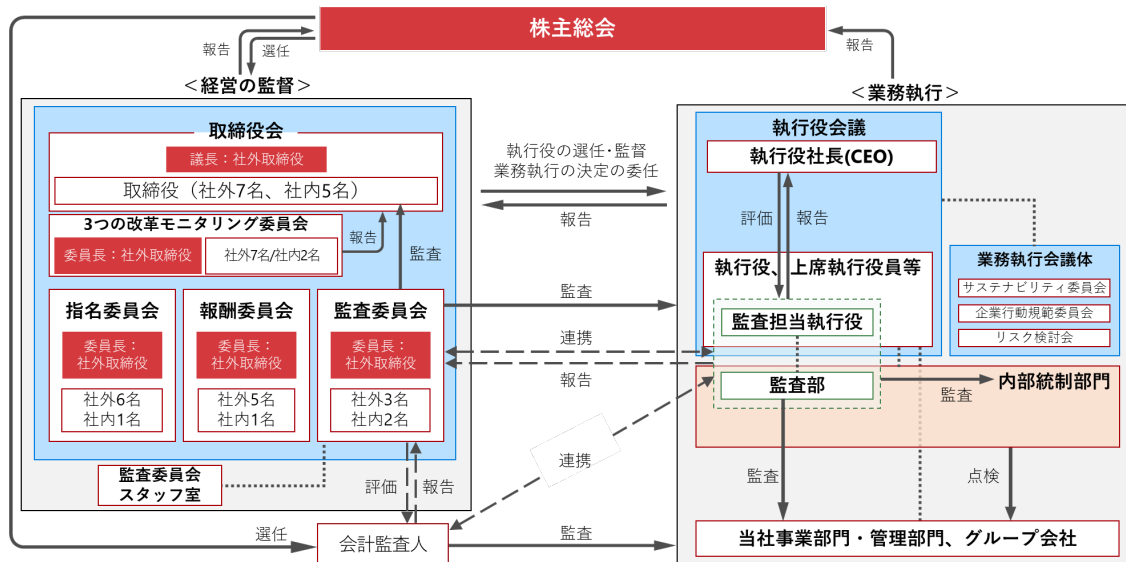 株主総会
報告
選任
報告
＜経営の監督＞
＜業務執行＞
取締役会
議長：社外取締役
取締役（社外7名、社内5名）
3つの改革モニタリング委員会
委員長：社外取締役
社外7名/社内2名
報告
監査
指名委員会
委員長：
社外取締役
社外6名
社内1名
報酬委員会
委員長：
社外取締役
社外5名
社内1名
監査委員会
委員長：
社外取締役
社外3名
社内2名
監査委員会
スタッフ室
評価
報告
選任
会計監査人
執行役の選任･監督
業務執行の決定の委任
報告
監査
連携
報告
連携
監査
執行役会議
執行役社長(CEO)
評価
報告
執行役、上席執行役員等
監査担当執行役
監査部
業務執行会議体
サステナビリティ委員会
企業行動規範委員会
リスク検討会
内部統制部門
監査
監査
点検
当社事業部門・管理部門、グループ会社